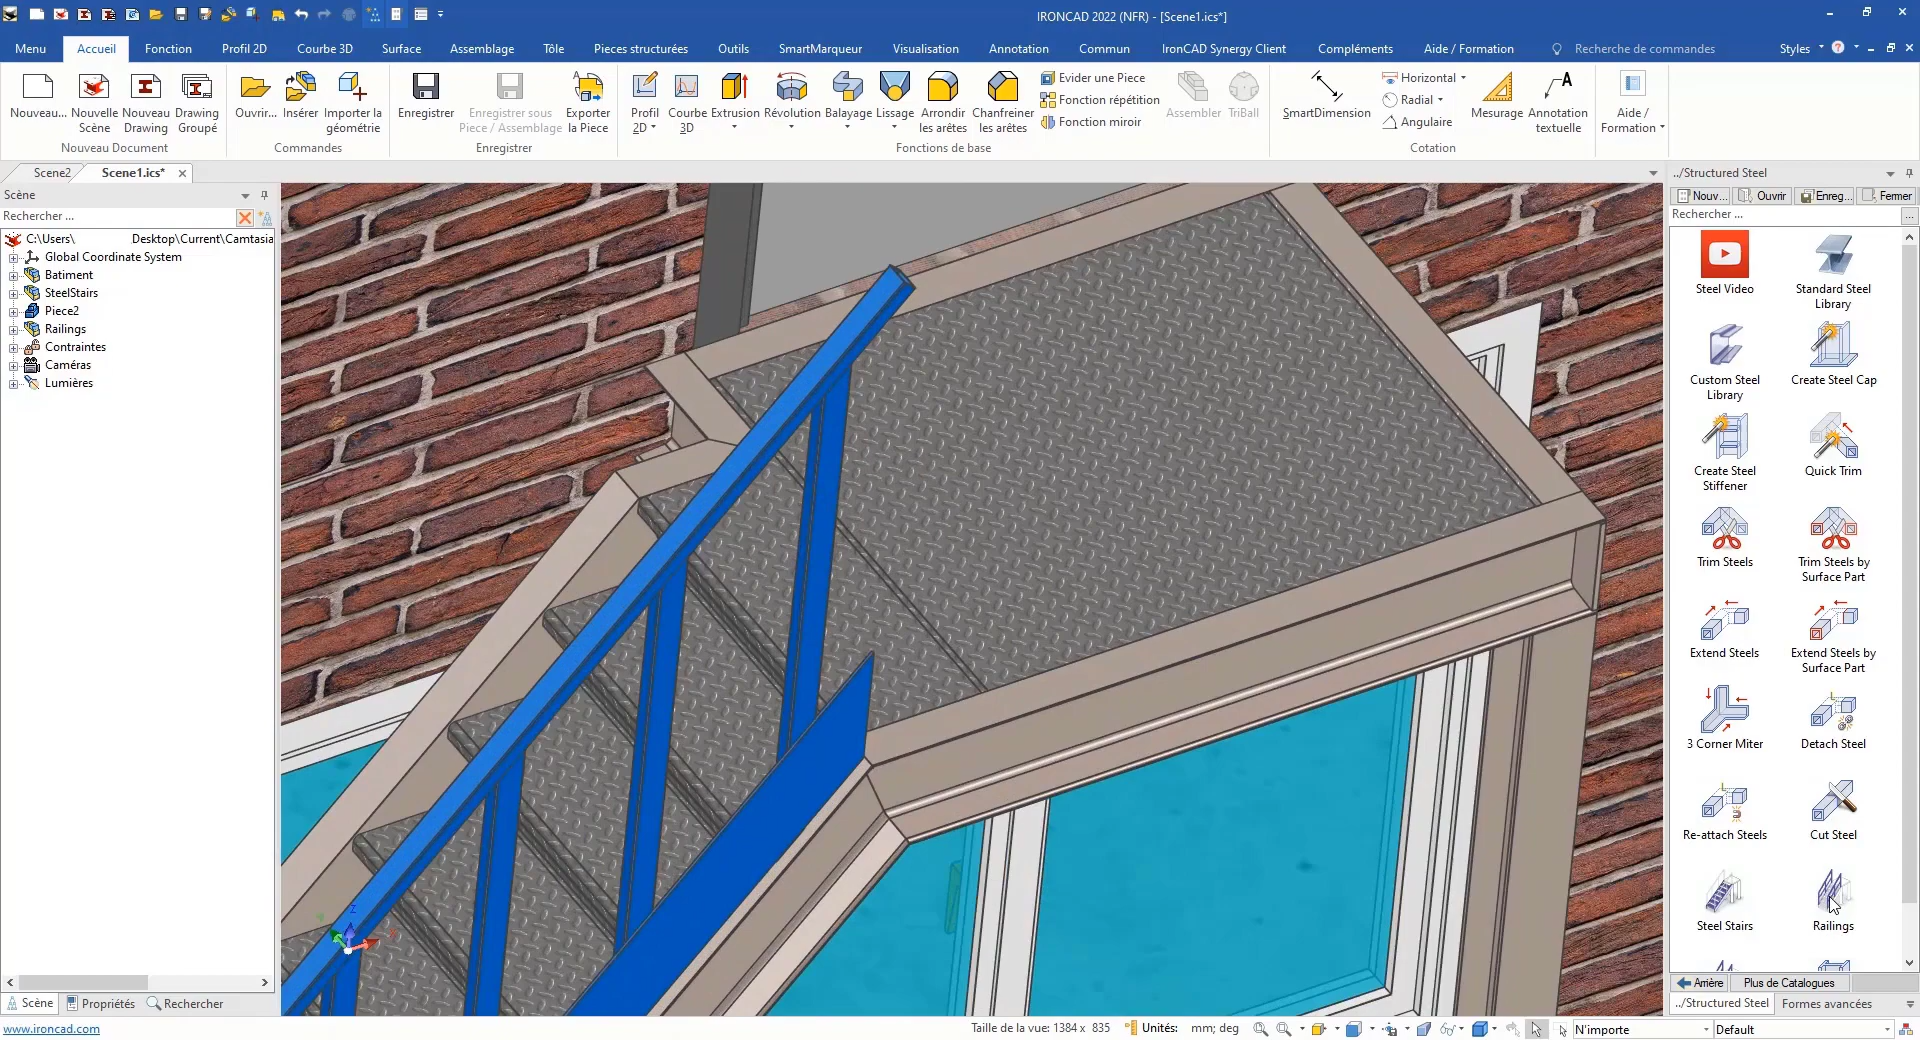 IRONCAD 2022 (NFR) - [Scene1.ics*]
Menu Accueil Fonction Profil 2D Courbe 3D Surface Assemblage Tôle Pieces structurées Outils SmartMarqueur Visualisation Annotation Commun IronCAD Synergy Client Compléments Aide / Formation Recherche de commandes Styles
Nouveau... Nouvelle Scène Nouveau Drawing Drawing Groupé
Nouveau Document
Ouvrir... Insérer Importer la géométrie
Commandes
Enregistrer Enregistrer sous Piece / Assemblage Exporter la Piece
Enregistrer
Profil 2D Courbe 3D Extrusion Révolution Balayage Lissage Arrondir les arêtes Chanfreiner les arêtes
Evider une Piece
Fonction répétition
Fonction miroir
Assembler TriBall
Fonctions de base
SmartDimension
Horizontal
Radial
Angulaire
Mesurage Annotation textuelle
Cotation
Aide / Formation
Scene2 Scene1.ics*
Scène
Rechercher ...
C:\Users\ Desktop\Current\Camtasia
Global Coordinate System
Batiment
SteelStairs
Piece2
Railings
Contraintes
Caméras
Lumières
Scène Propriétés Rechercher
../Structured Steel
Nouv... Ouvrir Enreg... Fermer
Rechercher ...
Steel Video
Standard Steel Library
Custom Steel Library
Create Steel Cap
Create Steel Stiffener
Quick Trim
Trim Steels
Trim Steels by Surface Part
Extend Steels
Extend Steels by Surface Part
3 Corner Miter
Detach Steel
Re-attach Steels
Cut Steel
Steel Stairs
Railings
Arrière Plus de Catalogues
../Structured Steel Formes avancées
www.ironcad.com
Taille de la vue: 1384 x 835 Unités: mm; deg N'importe Default